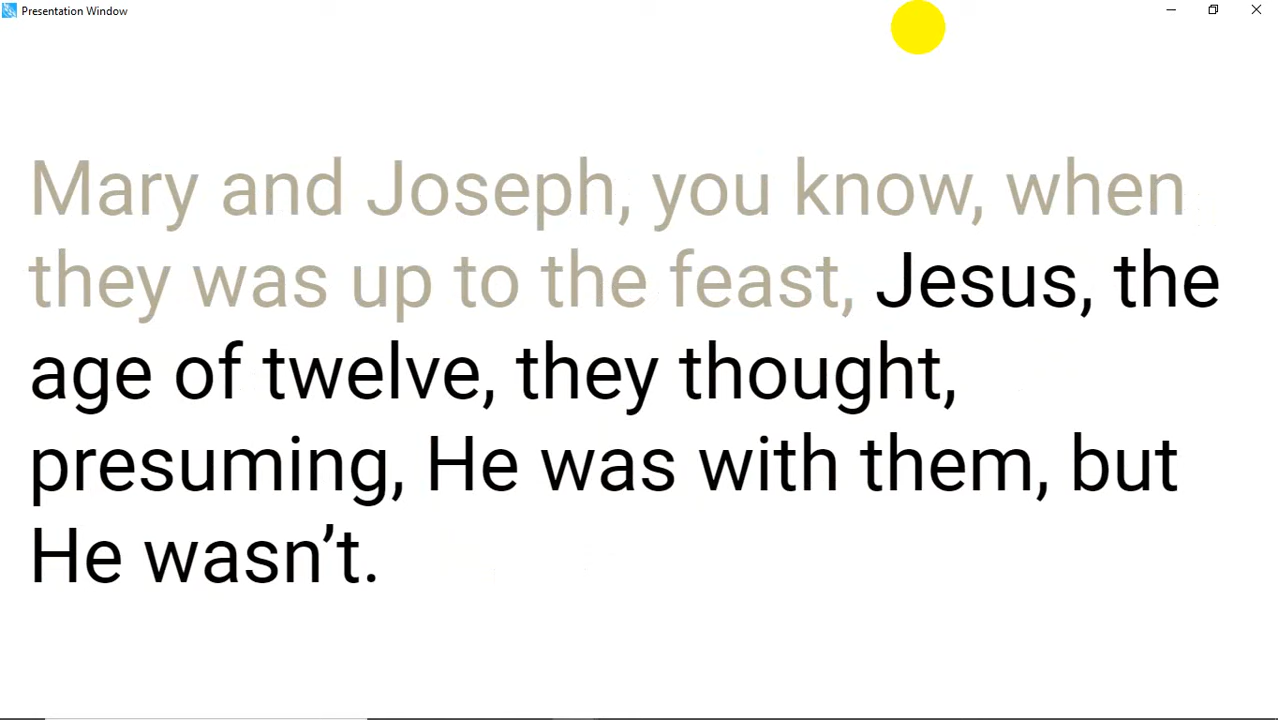 Presentation Window
Mary and Joseph, you know, when
they was up to the feast, Jesus, the
age of twelve, they thought,
presuming, He was with them, but
He wasn’t.